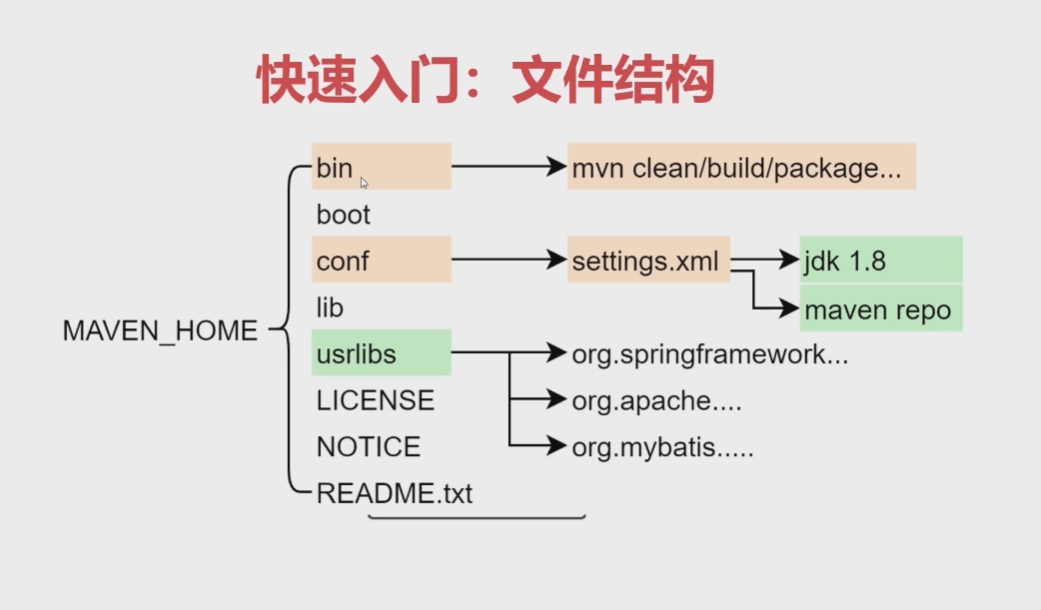 快速入门：文件结构
bin
mvn clean/build/package...
boot
conf
settings.xml
jdk 1.8
lib
maven repo
MAVEN_HOME
usrlibs
org.springframework...
LICENSE
org.apache....
NOTICE
org.mybatis.....
README.txt